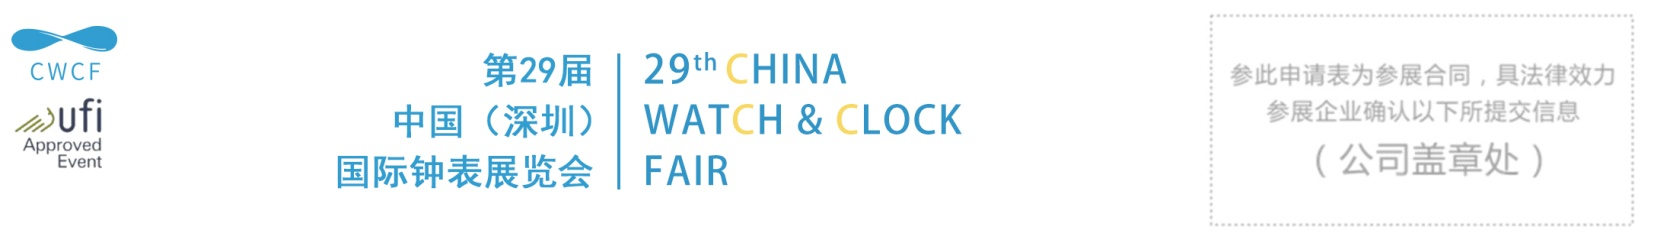 CWCF
ufi
Approved
Event
第29届
中国（深圳）
国际钟表展览会
29th CHINA
WATCH & CLOCK
FAIR
参此申请表为参展合同，具法律效力
参展企业确认以下所提交信息
（公司盖章处）